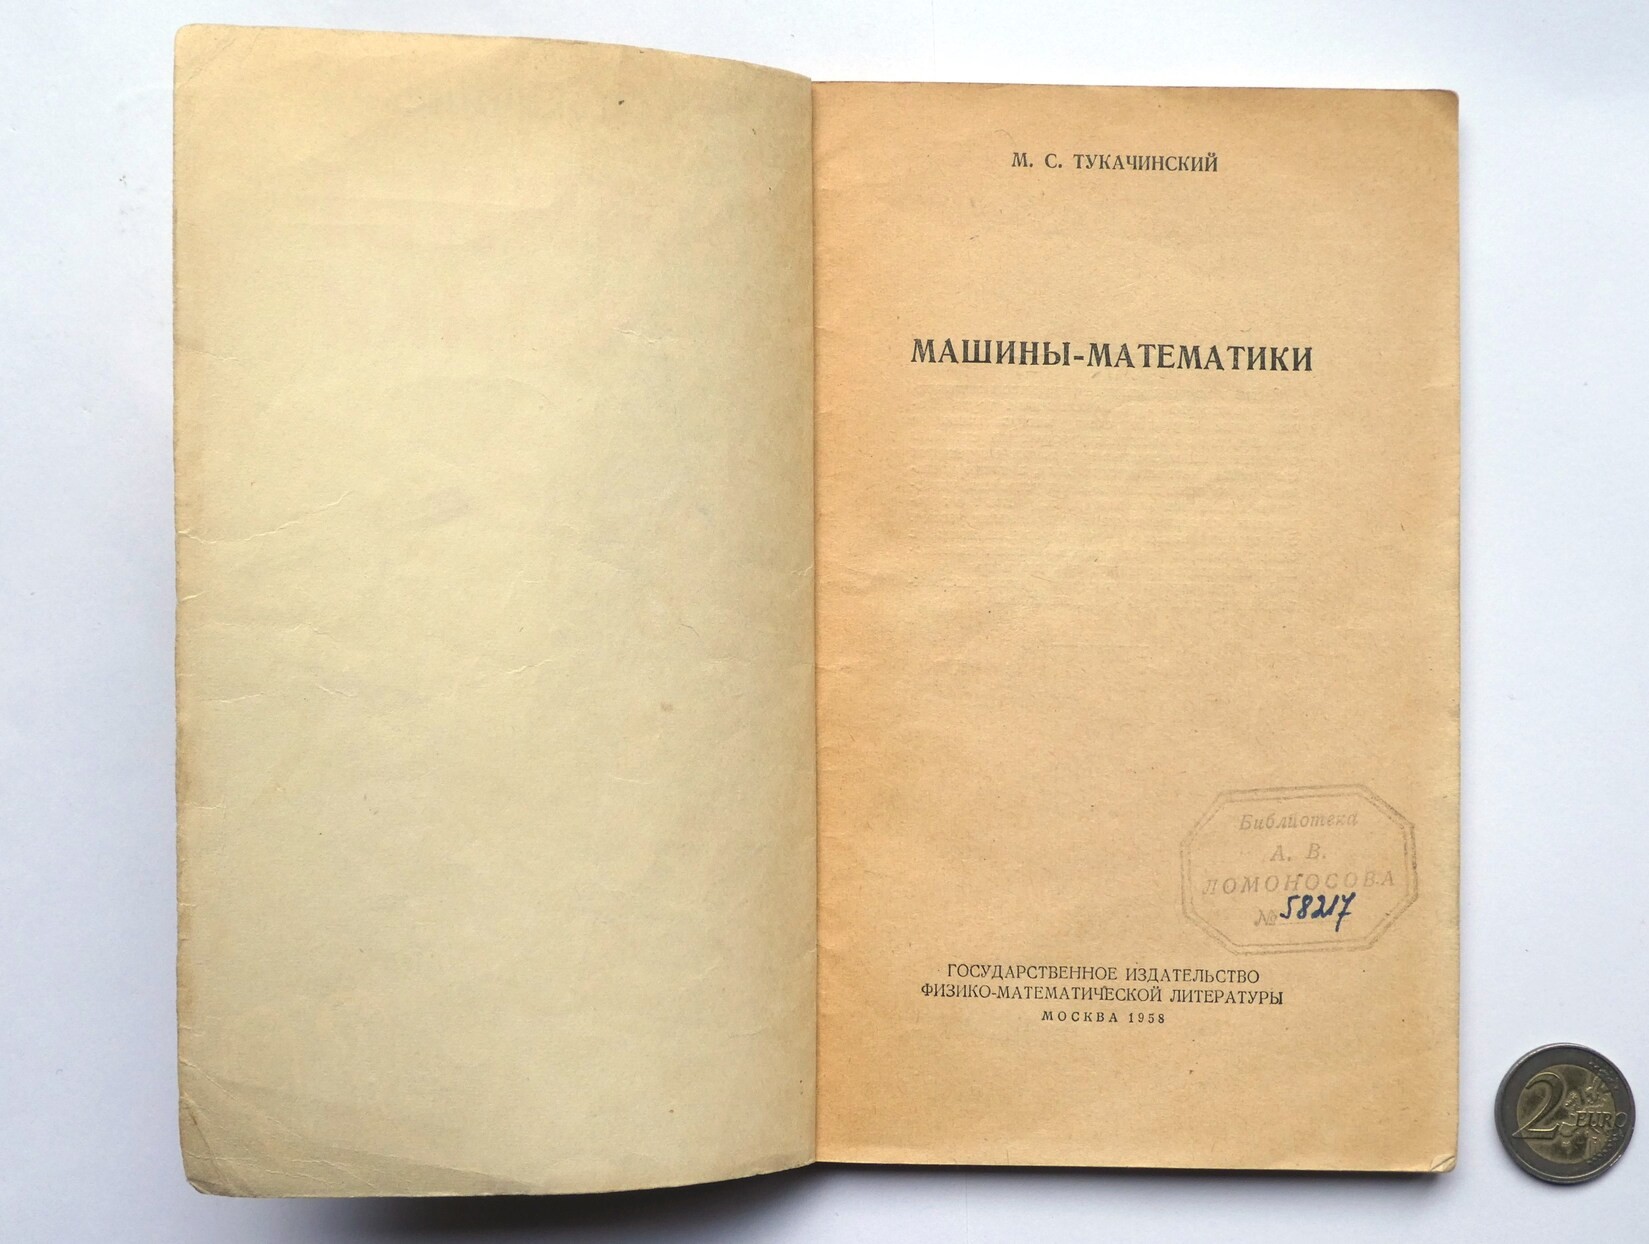 М. С. ТУКАЧИНСКИЙ
МАШИНЫ-МАТЕМАТИКИ
Библиотека
А. В.
ЛОМОНОСОВА
№ 58217
ГОСУДАРСТВЕННОЕ ИЗДАТЕЛЬСТВО
ФИЗИКО-МАТЕМАТИЧЕСКОЙ ЛИТЕРАТУРЫ
МОСКВА 1958
2 EURO